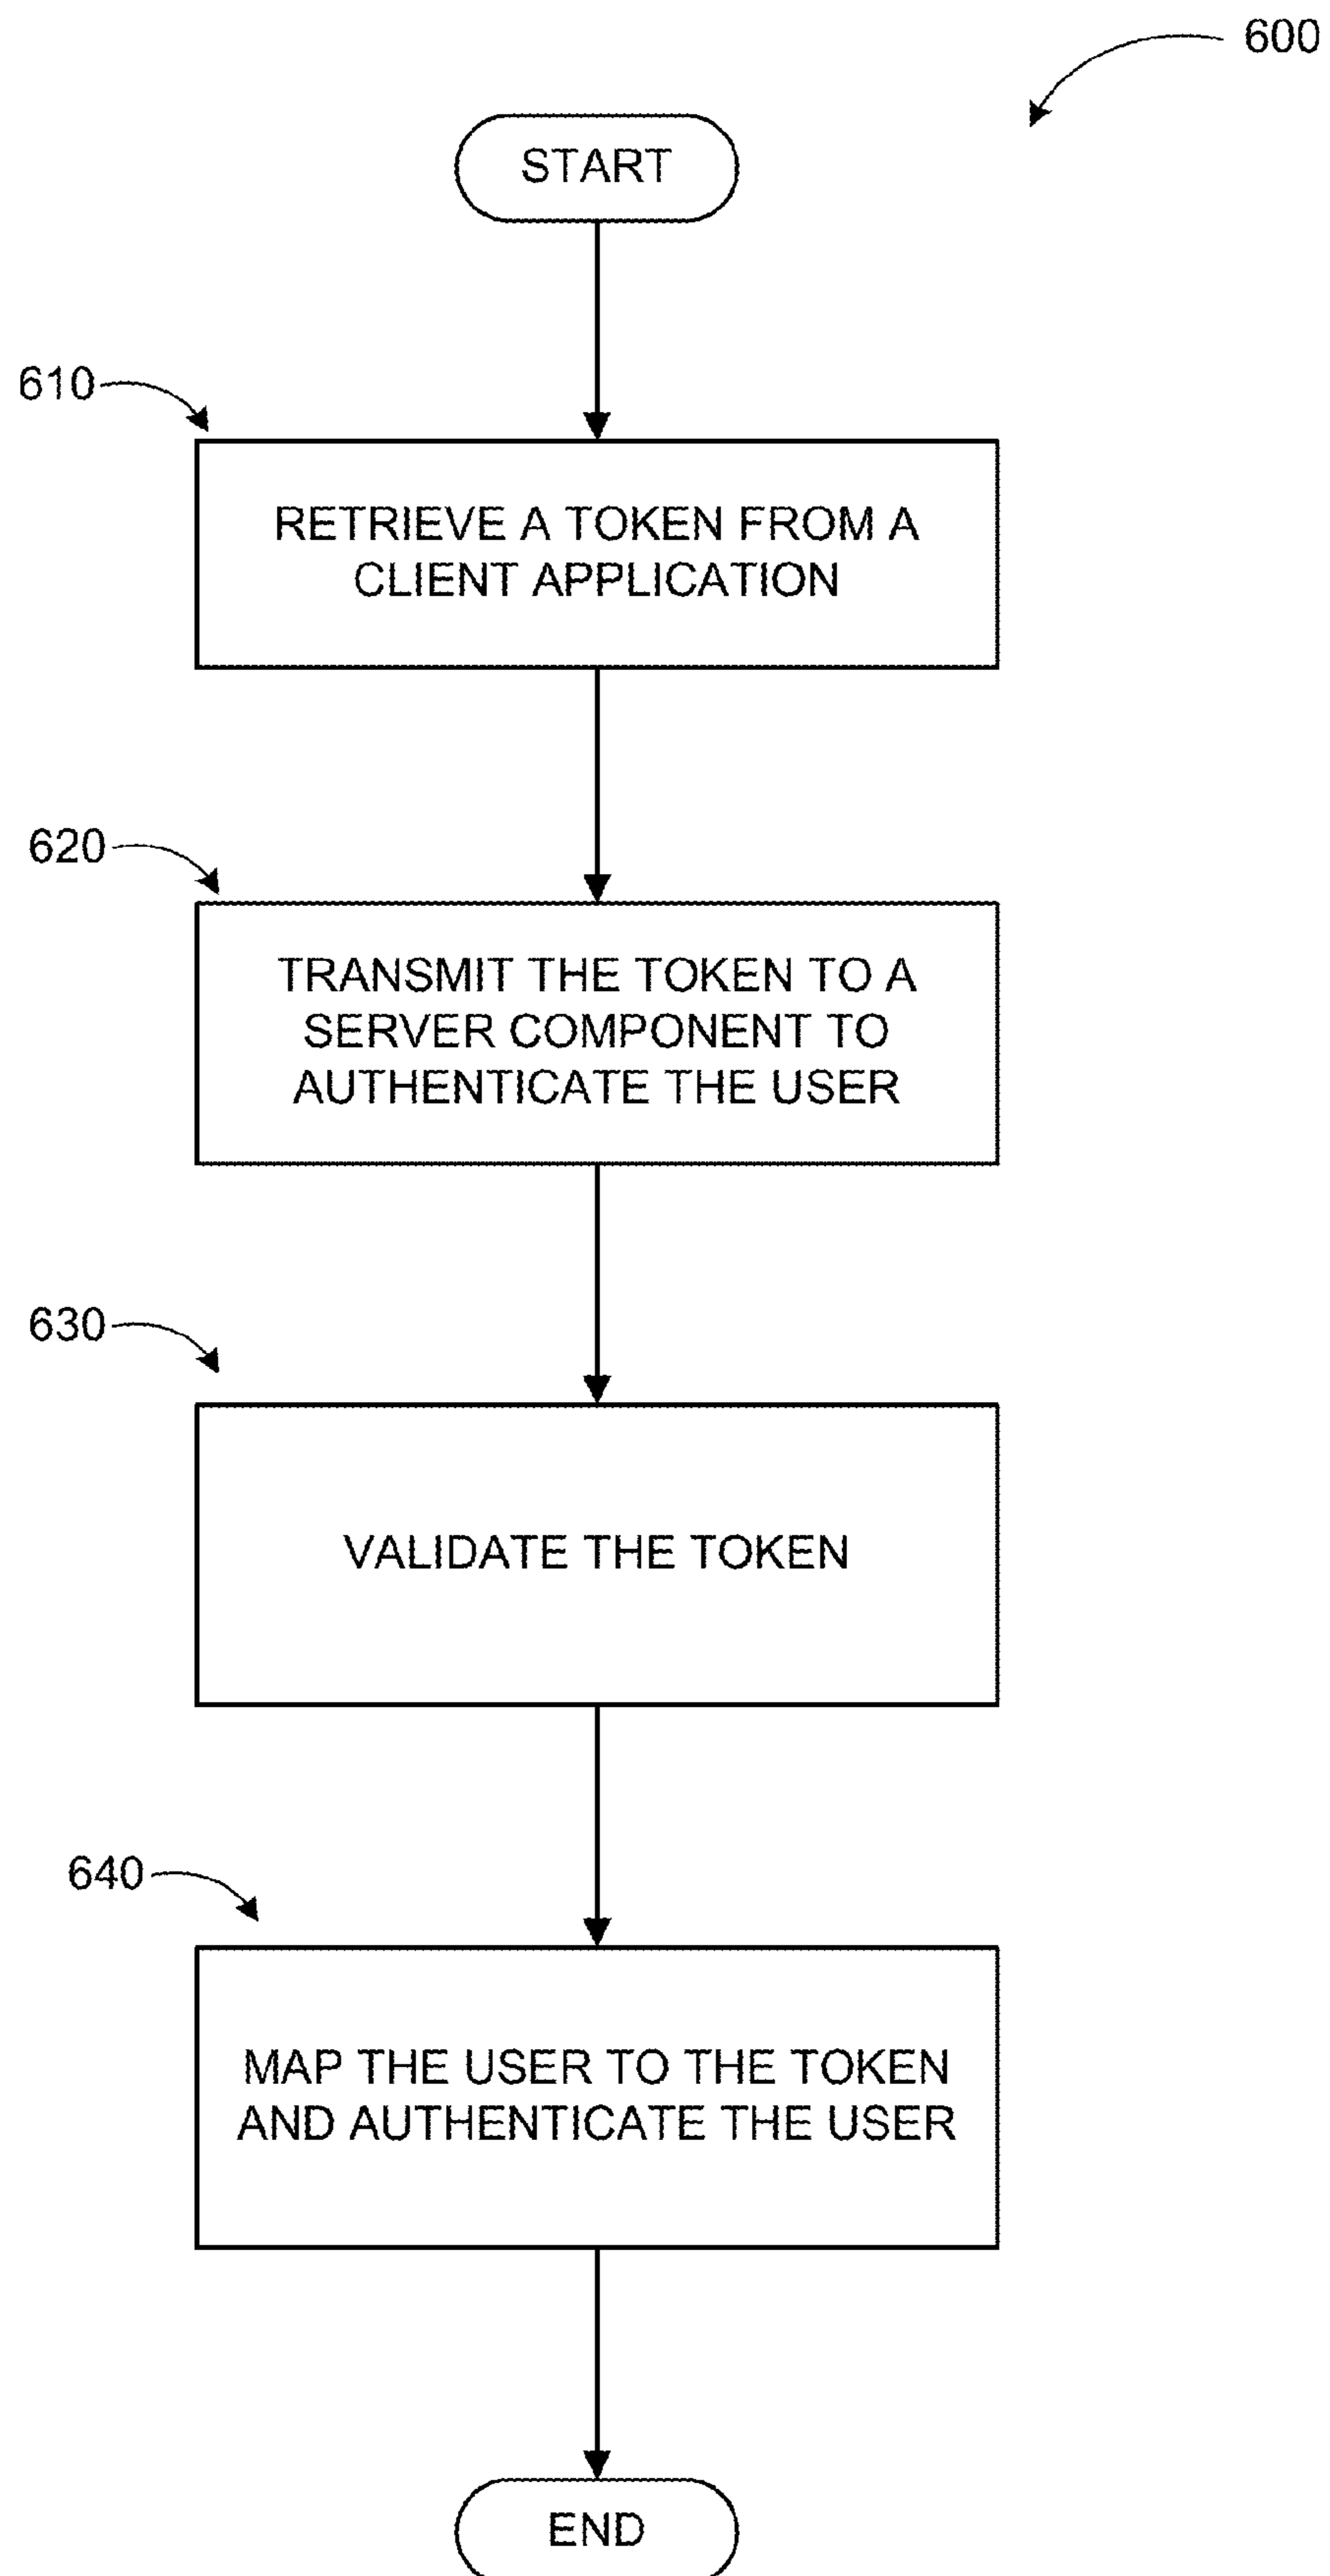 600
START
610
RETRIEVE A TOKEN FROM A
CLIENT APPLICATION
620
TRANSMIT THE TOKEN TO A
SERVER COMPONENT TO
AUTHENTICATE THE USER
630
VALIDATE THE TOKEN
640
MAP THE USER TO THE TOKEN
AND AUTHENTICATE THE USER
END